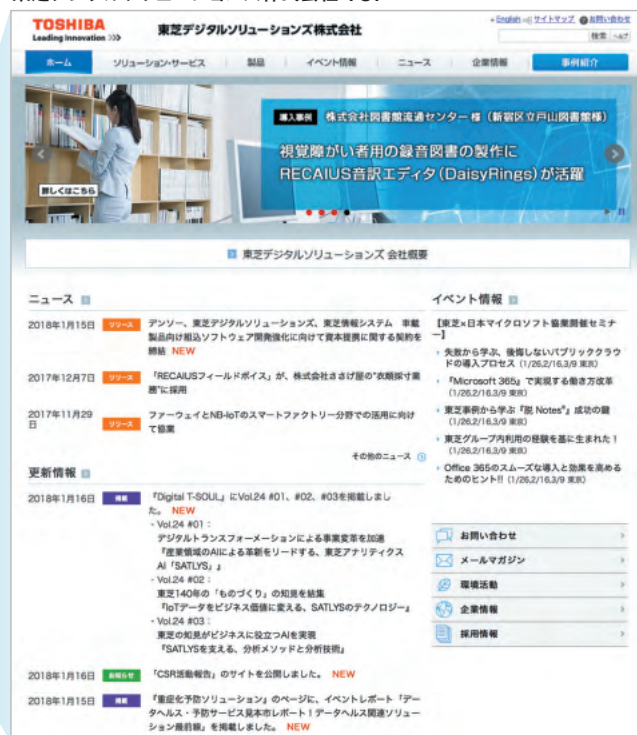 TOSHIBA
Leading Innovation >>>
東芝デジタルソリューションズ株式会社
English
サイトマップ
お問い合わせ
検索
ヘルプ
ホーム
ソリューション・サービス
製品
イベント情報
ニュース
企業情報
事例紹介
導入事例 株式会社図書館流通センター様(新宿区立戸山図書館様)
視覚障がい者用の録音図書の製作に
RECAIUS音訳エディタ(DaisyRings)が活躍
詳しくはこちら
東芝デジタルソリューションズ 会社概要
ニュース
2018年1月15日 リリース デンソー、東芝デジタルソリューションズ、東芝情報システム 車載
製品向け組込ソフトウェア開発強化に向けて資本提携に関する契約を
締結 NEW
2017年12月7日 リリース 「RECAIUSフィールドボイス」が、株式会社ささげ屋の"衣類採寸業
務"に採用
2017年11月29
日 リリース ファーウェイとNB-IoTのスマートファクトリー分野での活用に向け
て協業
その他のニュース
更新情報
2018年1月16日 掲載 『Digital T-SOUL』にVol.24 #01、#02、#03を掲載しまし
た。 NEW
・Vol.24 #01:
デジタルトランスフォーメーションによる事業変革を加速
『産業領域のAIによる革新をリードする、東芝アナリティクス
AI「SATLYS」』
・Vol.24 #02:
東芝140年の「ものづくり」の知見を結集
『IoTデータをビジネス価値に変える、SATLYSのテクノロジー』
・Vol.24 #03:
東芝の知見がビジネスに役立つAIを実現
『SATLYSを支える、分析メソッドと分析技術』
2018年1月16日 お知らせ 「CSR活動報告」のサイトを公開しました。 NEW
2018年1月15日 掲載 『重症化予防ソリューション』のページに、イベントレポート「デー
タヘルス・予防サービス見本市レポート!データヘルス関連ソリュー
ション最前線」を掲載しました。 NEW
イベント情報
【東芝×日本マイクロソフト協業開催セミナ
ー】
失敗から学ぶ、後悔しないパブリッククラウ
ドの導入プロセス (1/26,2/16,3/9 東京)
『Microsoft 365』で実現する働き方改革
(1/26,2/16,3/9 東京)
東芝事例から学ぶ『脱 Notes®』成功の鍵
(1/26,2/16,3/9 東京)
東芝グループ内利用の経験を基に生まれた!
(1/26,2/16,3/9 東京)
Office 365のスムーズな導入と効果を高める
ためのヒント!! (1/26,2/16,3/9 東京)
お問い合わせ
メールマガジン
環境活動
企業情報
採用情報